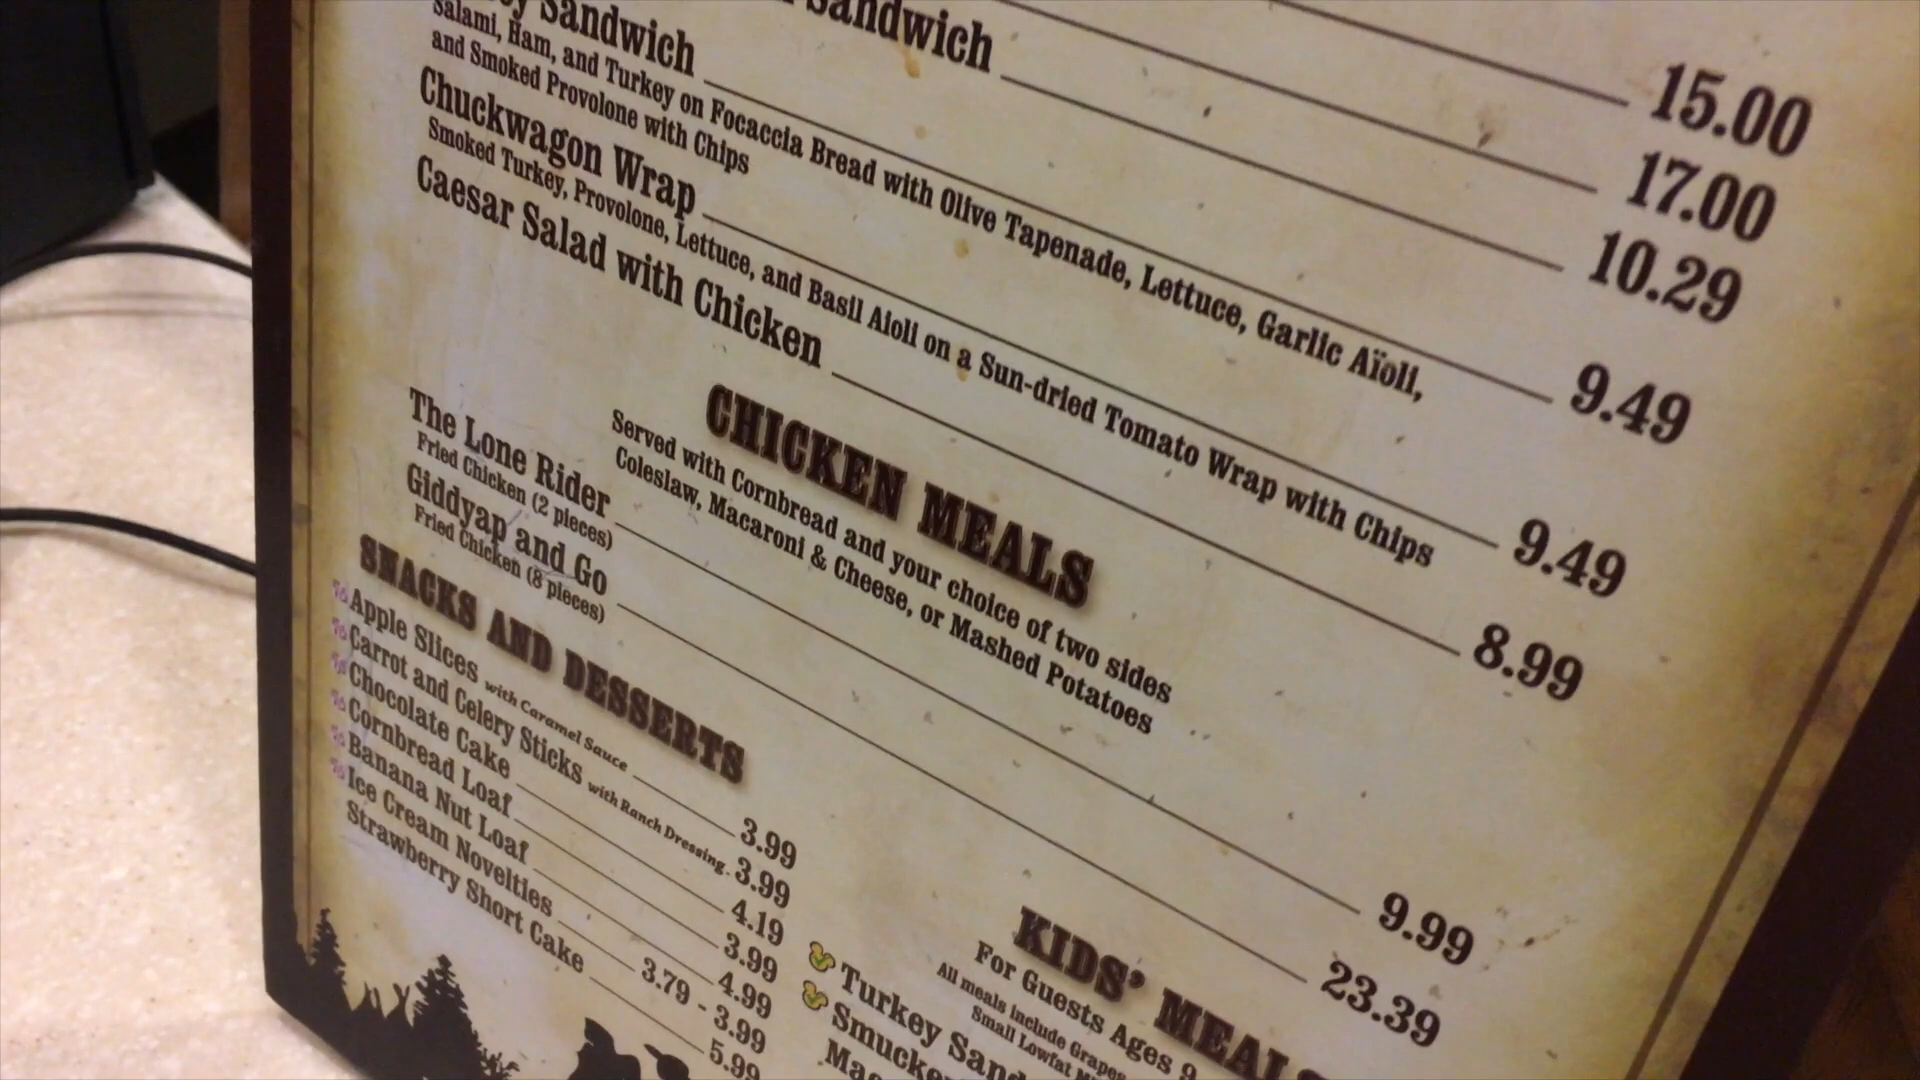 15.00
17.00
Sandwich 10.29
Sandwich 9.49
Salami, Ham, and Turkey on Focaccia Bread with Olive Tapenade, Lettuce, Garlic Aïoli,
and Smoked Provolone with Chips
Chuckwagon Wrap 9.49
Smoked Turkey, Provolone, Lettuce, and Basil Aioli on a Sun-dried Tomato Wrap with Chips
Caesar Salad with Chicken 8.99
CHICKEN MEALS
Served with Cornbread and your choice of two sides
Coleslaw, Macaroni & Cheese, or Mashed Potatoes
The Lone Rider 9.99
Fried Chicken (2 pieces)
Giddyap and Go 23.39
Fried Chicken (8 pieces)
SNACKS AND DESSERTS
Apple Slices with Caramel Sauce 3.99
Carrot and Celery Sticks with Ranch Dressing 3.99
Chocolate Cake 4.19
Cornbread Loaf 3.99
Banana Nut Loaf 4.99
Ice Cream Novelties 3.79 - 3.99
Strawberry Short Cake 5.99
KIDS' MEALS
For Guests Ages 9
All meals include Grapes
Small Lowfat
Turkey